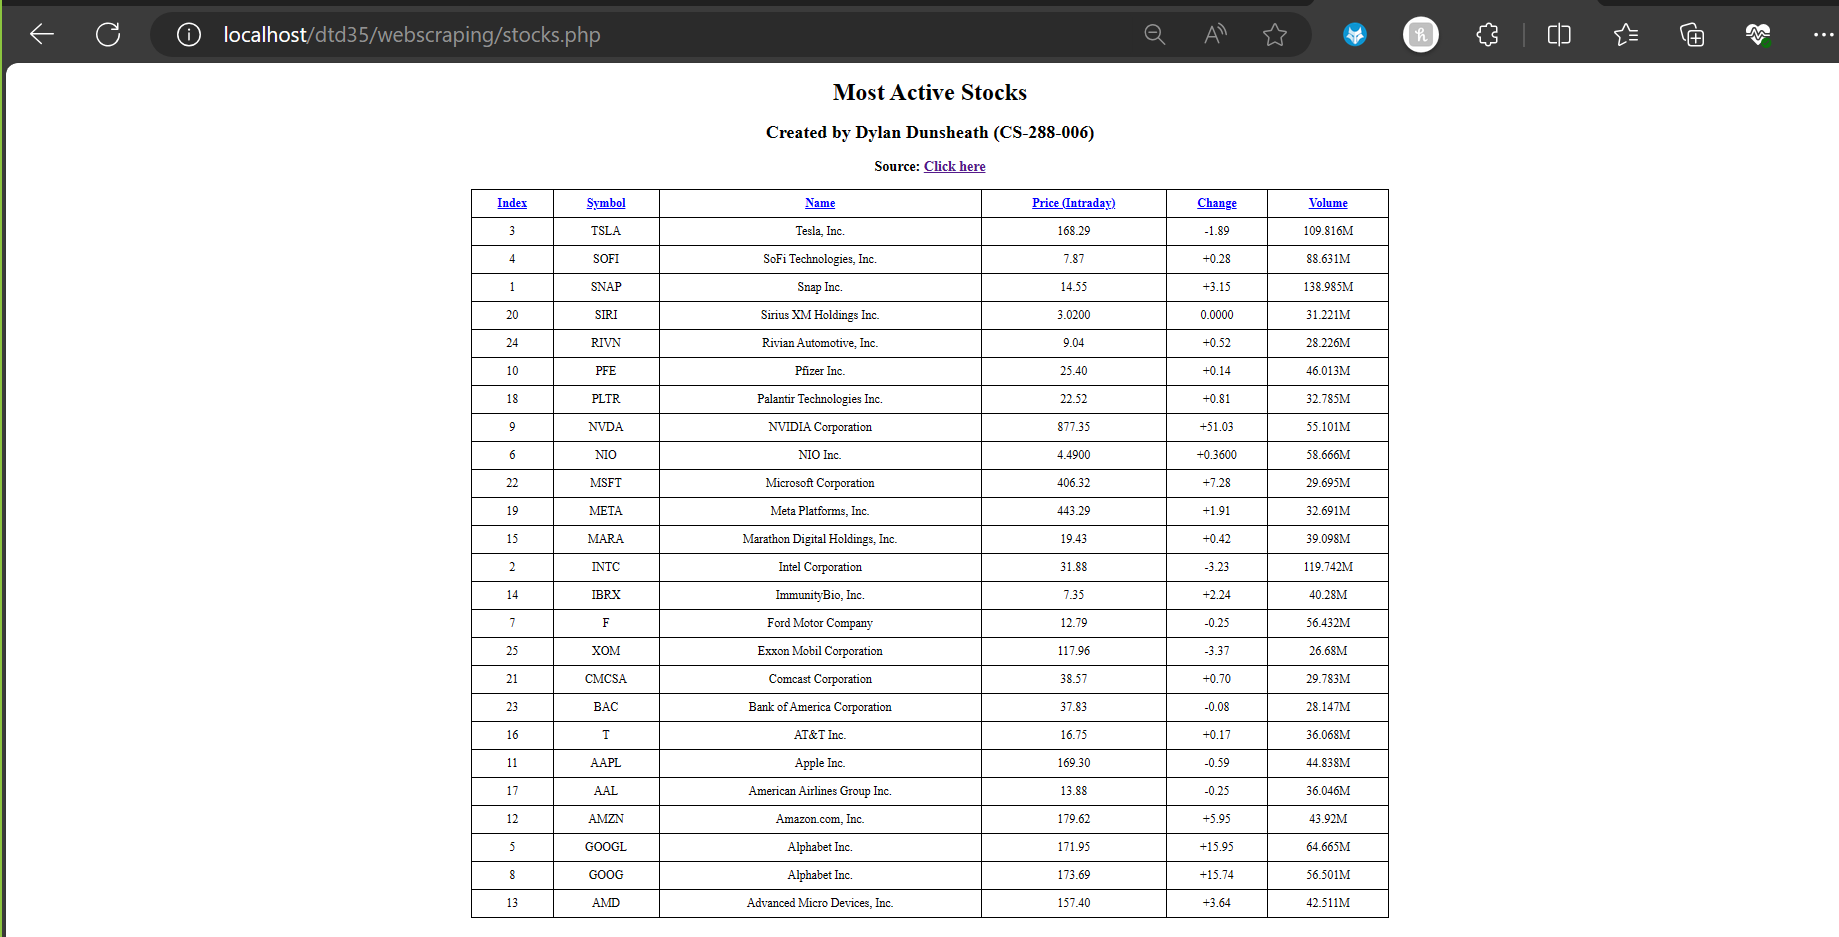 localhost/dtd35/webscraping/stocks.php
Most Active Stocks
Created by Dylan Dunsheath (CS-288-006)
Source: Click here
Index Symbol Name Price (Intraday) Change Volume
3 TSLA Tesla, Inc. 168.29 -1.89 109.816M
4 SOFI SoFi Technologies, Inc. 7.87 +0.28 88.631M
1 SNAP Snap Inc. 14.55 +3.15 138.985M
20 SIRI Sirius XM Holdings Inc. 3.0200 0.0000 31.221M
24 RIVN Rivian Automotive, Inc. 9.04 +0.52 28.226M
10 PFE Pfizer Inc. 25.40 +0.14 46.013M
18 PLTR Palantir Technologies Inc. 22.52 +0.81 32.785M
9 NVDA NVIDIA Corporation 877.35 +51.03 55.101M
6 NIO NIO Inc. 4.4900 +0.3600 58.666M
22 MSFT Microsoft Corporation 406.32 +7.28 29.695M
19 META Meta Platforms, Inc. 443.29 +1.91 32.691M
15 MARA Marathon Digital Holdings, Inc. 19.43 +0.42 39.098M
2 INTC Intel Corporation 31.88 -3.23 119.742M
14 IBRX ImmunityBio, Inc. 7.35 +2.24 40.28M
7 F Ford Motor Company 12.79 -0.25 56.432M
25 XOM Exxon Mobil Corporation 117.96 -3.37 26.68M
21 CMCSA Comcast Corporation 38.57 +0.70 29.783M
23 BAC Bank of America Corporation 37.83 -0.08 28.147M
16 T AT&T Inc. 16.75 +0.17 36.068M
11 AAPL Apple Inc. 169.30 -0.59 44.838M
17 AAL American Airlines Group Inc. 13.88 -0.25 36.046M
12 AMZN Amazon.com, Inc. 179.62 +5.95 43.92M
5 GOOGL Alphabet Inc. 171.95 +15.95 64.665M
8 GOOG Alphabet Inc. 173.69 +15.74 56.501M
13 AMD Advanced Micro Devices, Inc. 157.40 +3.64 42.511M